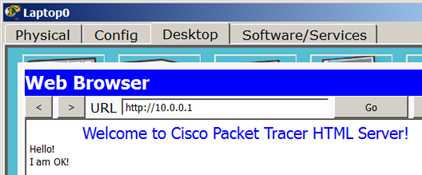 Laptop0
Physical Config Desktop Software/Services
Web Browser
< > URL http://10.0.0.1 Go
Welcome to Cisco Packet Tracer HTML Server!
Hello!
I am OK!